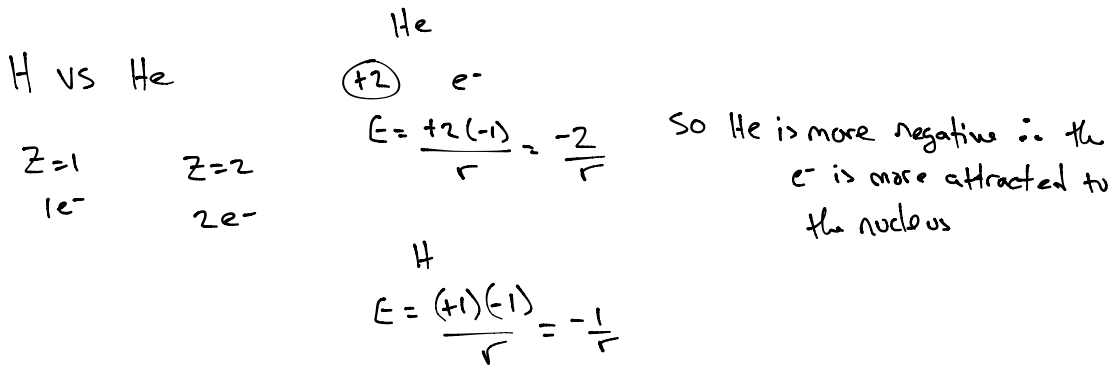 H vs He
Z=1 Z=2
1e- 2e-
He
+2 e-
E = +2(-1)/r = -2/r
H
E = (+1)(-1)/r = -1/r
So He is more negative ∴ the
e- is more attracted to
the nucleus